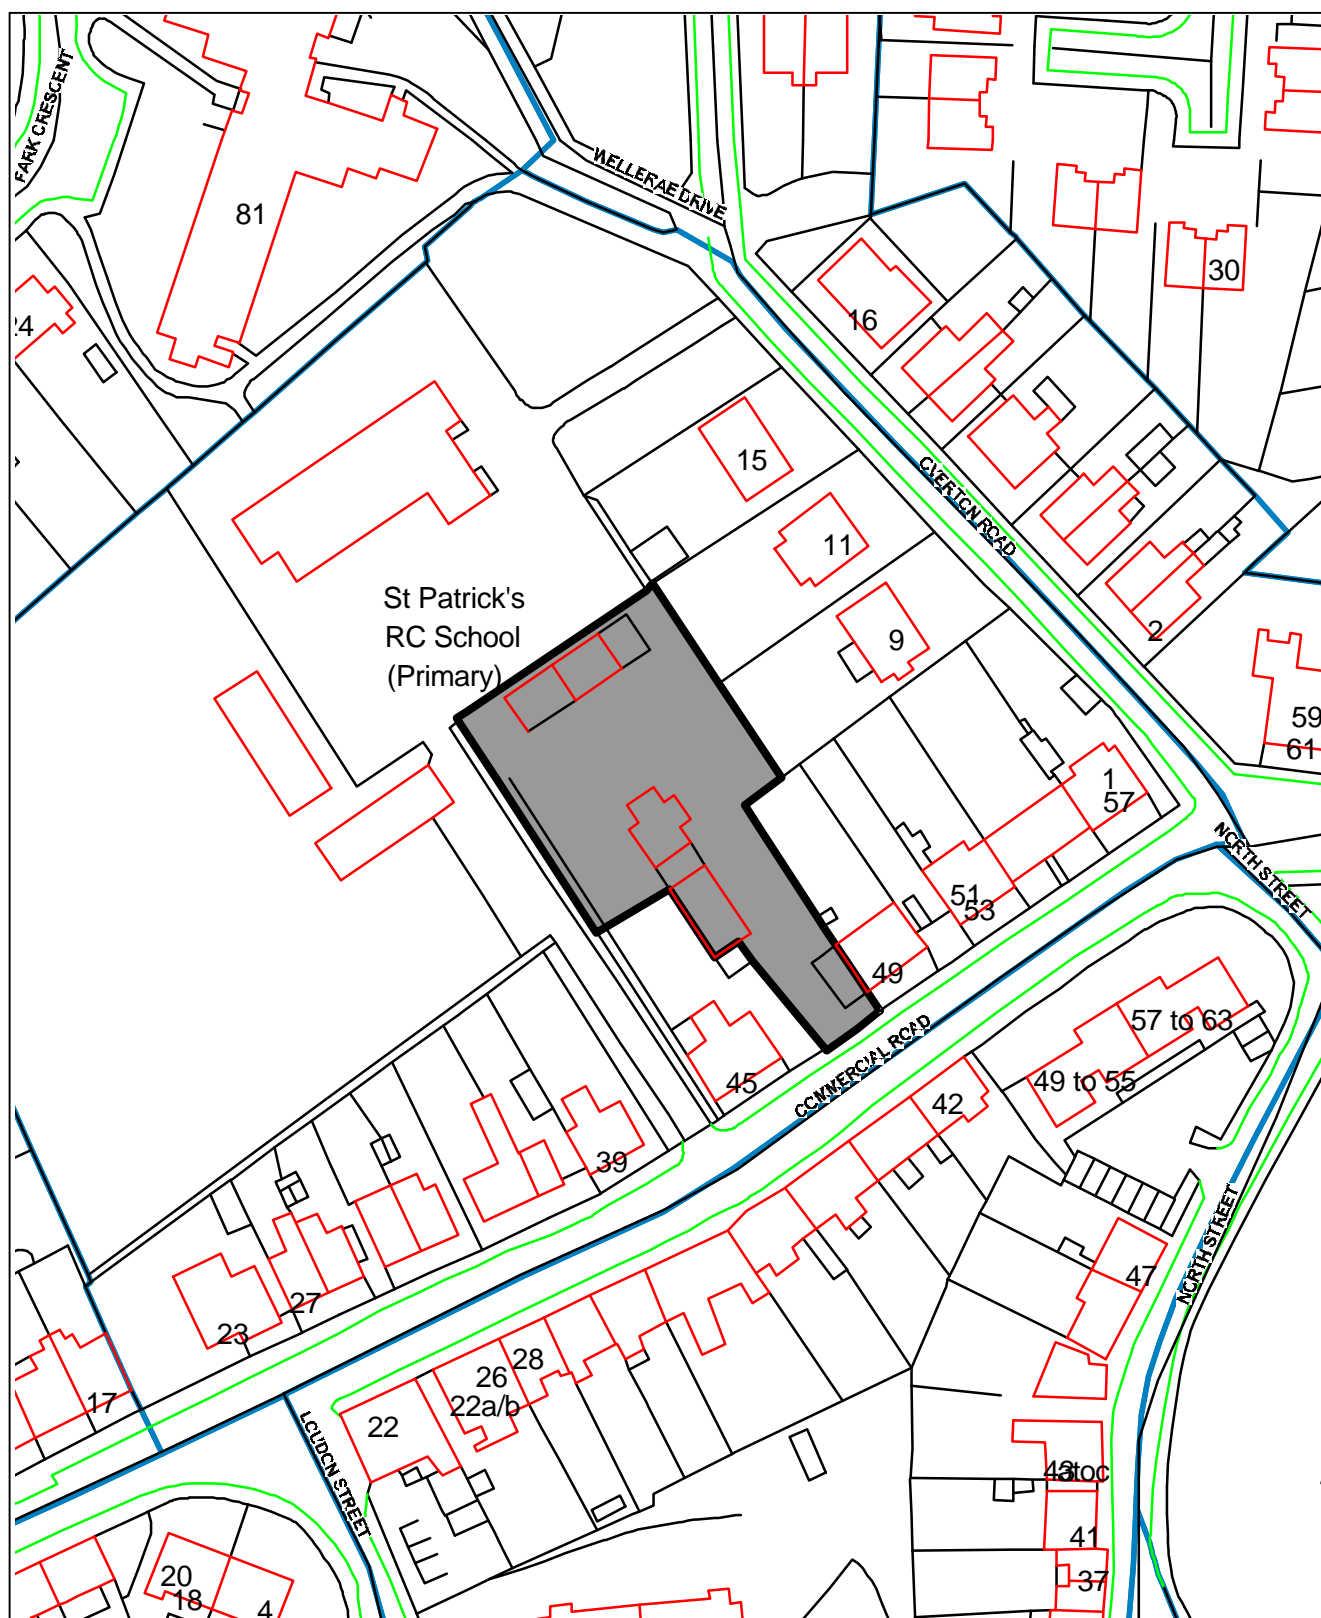 PARK CRESCENT
WELLERAE DRIVE
81
30
16
24
15
OVERTON ROAD
11
St Patrick's
RC School
(Primary)
9
2
59
61
1
57
NORTH STREET
51
53
49
57 to 63
COMMERCIAL ROAD
49 to 55
45
42
39
47
NORTH STREET
27
23
28
26
22a/b
17
22
LOUDON STREET
41
20
18
4
37